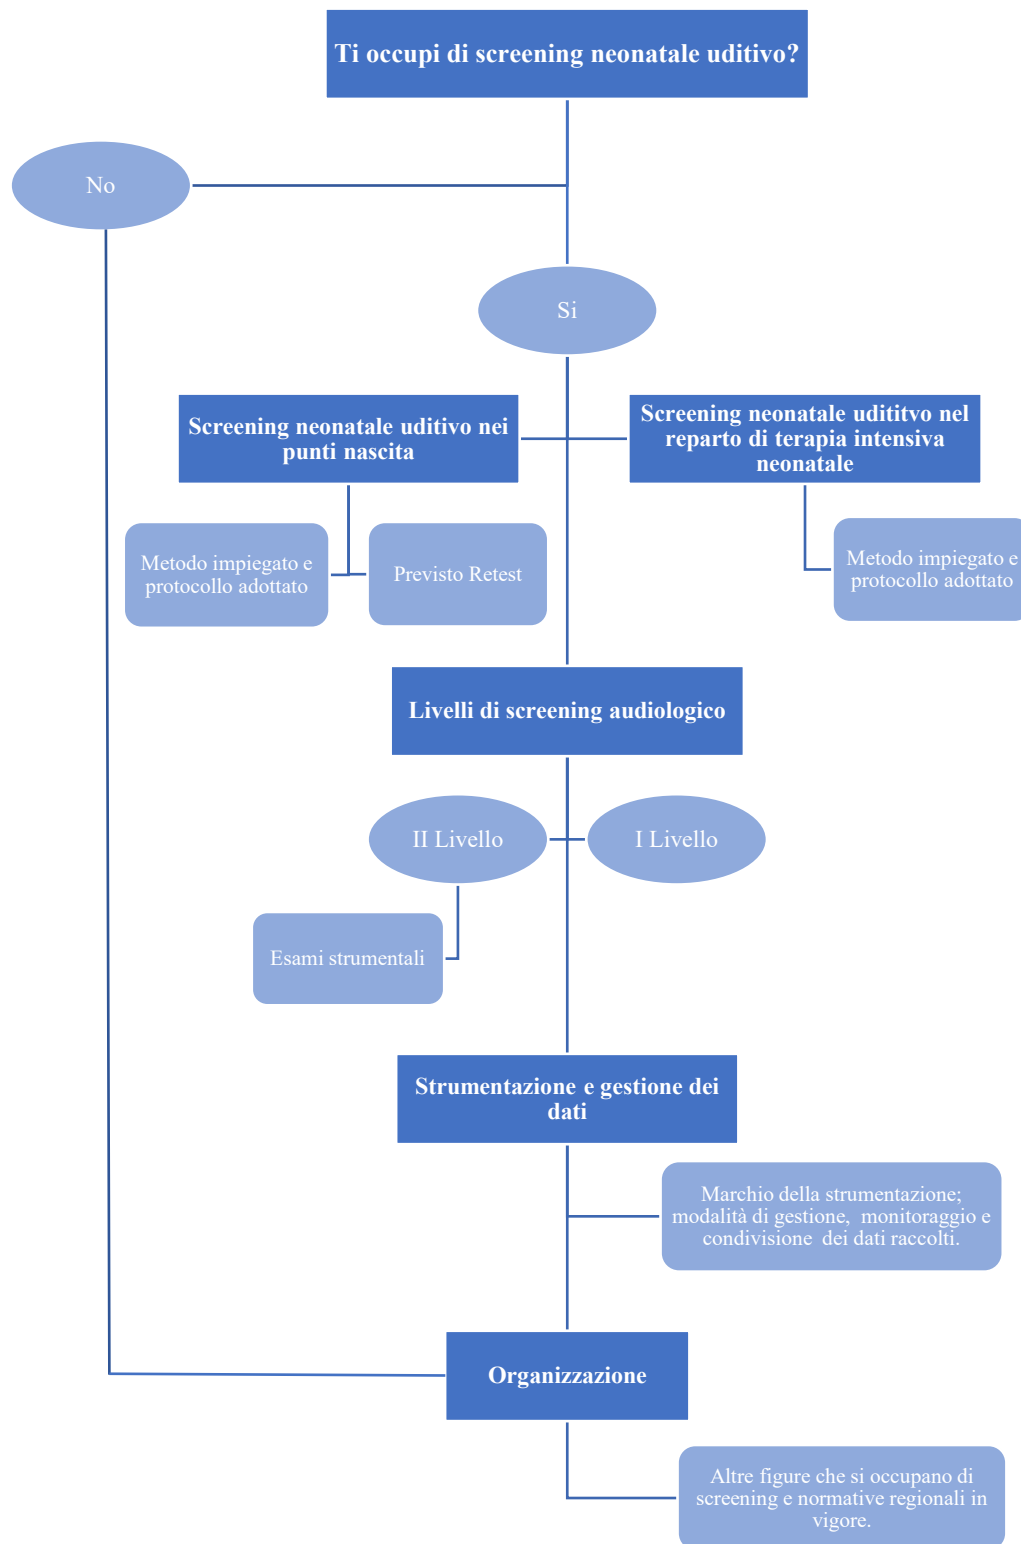 Ti occupi di screening neonatale uditivo?
No
Si
Screening neonatale uditivo nei
punti nascita
Screening neonatale udititvo nel
reparto di terapia intensiva
neonatale
Metodo impiegato e
protocollo adottato
Previsto Retest
Metodo impiegato e
protocollo adottato
Livelli di screening audiologico
II Livello
I Livello
Esami strumentali
Strumentazione e gestione dei
dati
Marchio della strumentazione;
modalità di gestione, monitoraggio e
condivisione dei dati raccolti.
Organizzazione
Altre figure che si occupano di
screening e normative regionali in
vigore.